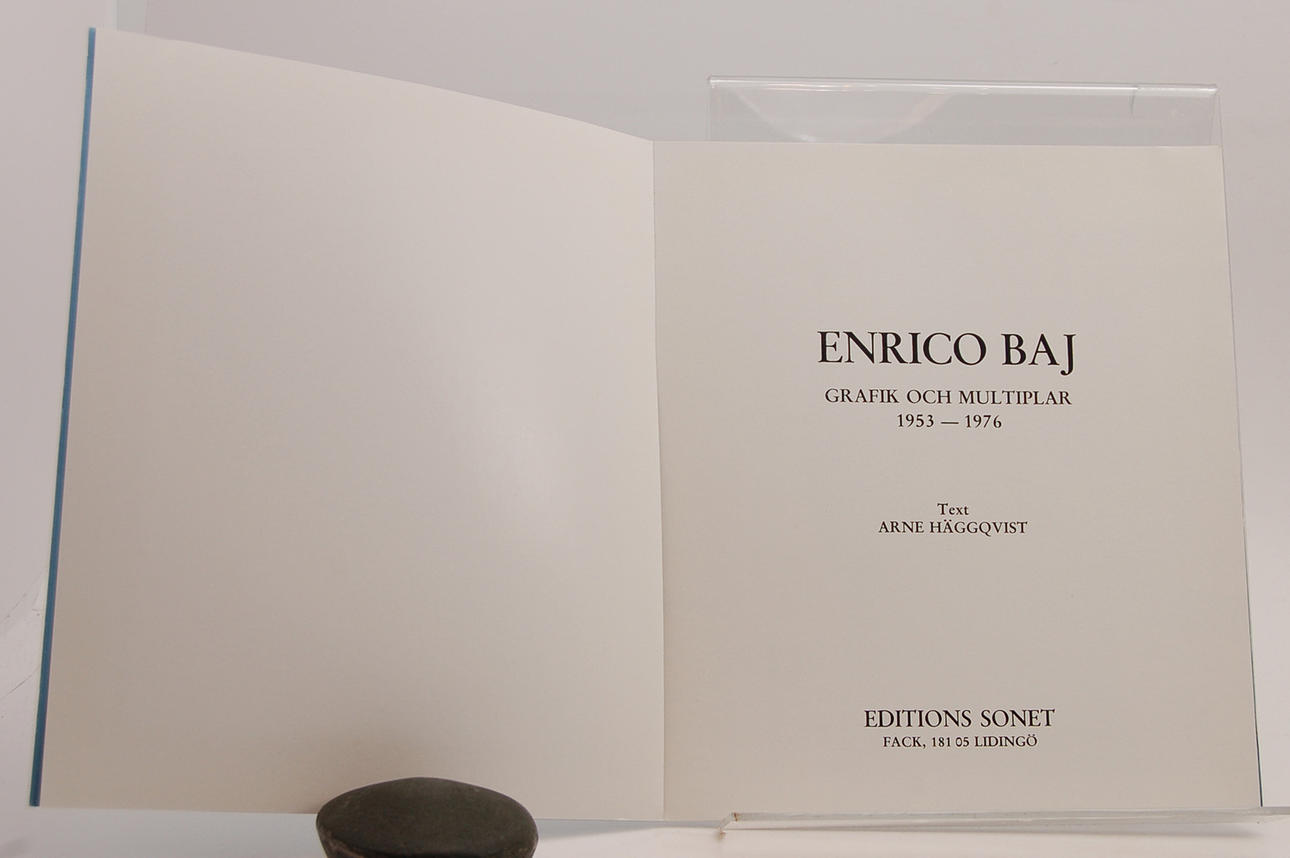 ENRICO BAJ
GRAFIK OCH MULTIPLAR
1953 — 1976
Text
ARNE HÄGGQVIST
EDITIONS SONET
FACK, 181 05 LIDINGÖ